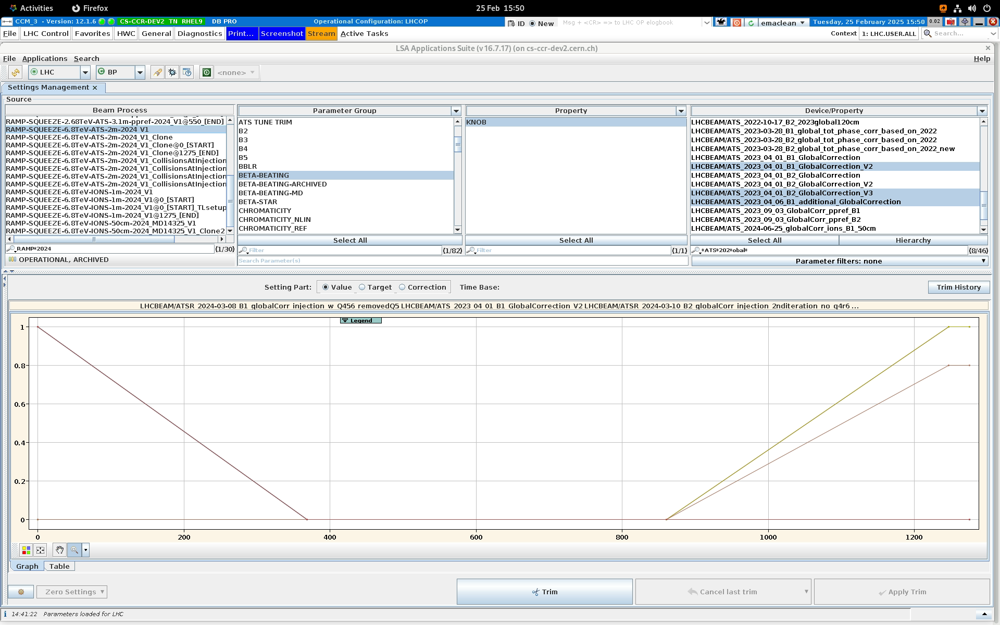 Activities Firefox 25 Feb 15:50
CCM_3 - Version: 12.1.6 CS-CCR-DEV2 TN RHEL9 DB PRO Operational Configuration: LHCOP ID New Msg + <CR> => to LHC OP elogbook emaclean Tuesday, 25 February 2025 15:50 0.02
File LHC Control Favorites HWC General Diagnostics Print... Screenshot Stream Active Tasks Context 1: LHC.USER.ALL Search...
LSA Applications Suite (v 16.7.17) (on cs-ccr-dev2.cern.ch)
File Applications Search Help
LHC BP <none>
Settings Management
Source
Beam Process
RAMP-SQUEEZE-2.68TeV-ATS-3.1m-ppref-2024_V1@550_[END]
RAMP-SQUEEZE-6.8TeV-ATS-2m-2024_V1
RAMP-SQUEEZE-6.8TeV-ATS-2m-2024_V1_Clone
RAMP-SQUEEZE-6.8TeV-ATS-2m-2024_V1_Clone@0_[START]
RAMP-SQUEEZE-6.8TeV-ATS-2m-2024_V1_Clone@1275_[END]
RAMP-SQUEEZE-6.8TeV-ATS-2m-2024_V1_CollisionsAtInjection
RAMP-SQUEEZE-6.8TeV-ATS-2m-2024_V1_CollisionsAtInjection
RAMP-SQUEEZE-6.8TeV-ATS-2m-2024_V1_CollisionsAtInjection
RAMP-SQUEEZE-6.8TeV-ATS-2m-2024_V1_CollisionsAtInjection
RAMP-SQUEEZE-6.8TeV-IONS-1m-2024_V1
RAMP-SQUEEZE-6.8TeV-IONS-1m-2024_V1@0_[START]
RAMP-SQUEEZE-6.8TeV-IONS-1m-2024_V1@0_[START]_TLsetup
RAMP-SQUEEZE-6.8TeV-IONS-1m-2024_V1@1275_[END]
RAMP-SQUEEZE-6.8TeV-IONS-50cm-2024_MD14325_V1
RAMP-SQUEEZE-6.8TeV-IONS-50cm-2024_MD14325_V1_Clone2
RAMP*2024 (1/30)
OPERATIONAL, ARCHIVED
Parameter Group
ATS TUNE TRIM
B2
B3
B4
B5
BBLR
BETA-BEATING
BETA-BEATING-ARCHIVED
BETA-BEATING-MD
BETA-STAR
CHROMATICITY
CHROMATICITY_NLIN
CHROMATICITY_REF
Select All
Filter (1/82)
Search Parameter(s)
Property
KNOB
Select All
Filter (1/1)
Device/Property
LHCBEAM/ATS_2022-10-17_B2_2023global120cm
LHCBEAM/ATS_2023-03-28_B1_global_tot_phase_corr_based_on_2022
LHCBEAM/ATS_2023-03-28_B2_global_tot_phase_corr_based_on_2022
LHCBEAM/ATS_2023-03-28_B2_global_tot_phase_corr_based_on_2022_new
LHCBEAM/ATS_2023_04_01_B1_GlobalCorrection
LHCBEAM/ATS_2023_04_01_B1_GlobalCorrection_V2
LHCBEAM/ATS_2023_04_01_B2_GlobalCorrection
LHCBEAM/ATS_2023_04_01_B2_GlobalCorrection_V2
LHCBEAM/ATS_2023_04_01_B2_GlobalCorrection_V3
LHCBEAM/ATS_2023_04_06_B1_additional_GlobalCorrection
LHCBEAM/ATS_2023_09_03_GlobalCorr_ppref_B1
LHCBEAM/ATS_2023_09_03_GlobalCorr_ppref_B2
LHCBEAM/ATS_2024-06-25_globalCorr_ions_B1_50cm
Select All Hierarchy
*ATS*202*obal* (8/46)
Parameter filters: none
Setting Part: Value Target Correction Time Base: Trim History
LHCBEAM/ATSR_2024-03-08_B1_globalCorr_injection_w_Q456_removedQ5 LHCBEAM/ATS_2023_04_01_B1_GlobalCorrection_V2 LHCBEAM/ATSR_2024-03-10_B2_globalCorr_injection_2nditeration_no_q4r6 ...
Legend
1
0.8
0.6
0.4
0.2
0
0 200 400 600 800 1000 1200
Graph Table
Zero Settings Trim Cancel last trim Apply Trim
14:41:22 Parameters loaded for LHC